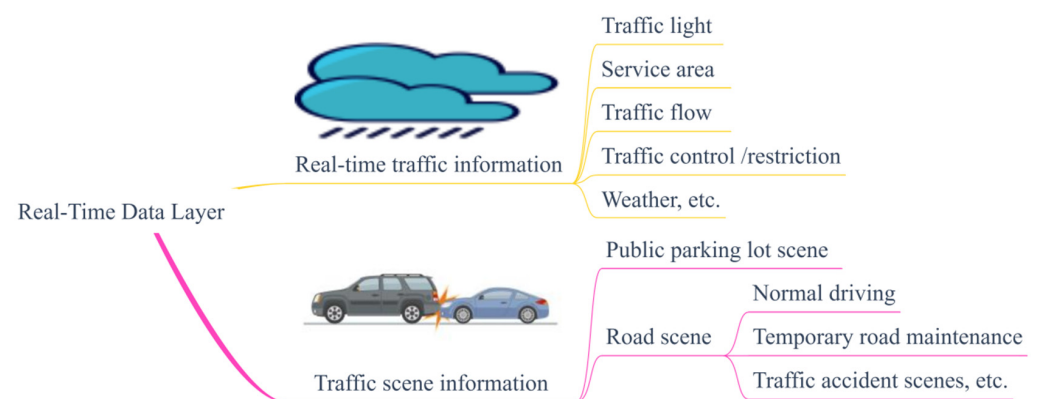 Traffic light
Service area
Traffic flow
Real-time traffic information
Traffic control /restriction
Weather, etc.
Real-Time Data Layer
Public parking lot scene
Normal driving
Road scene
Temporary road maintenance
Traffic scene information
Traffic accident scenes, etc.